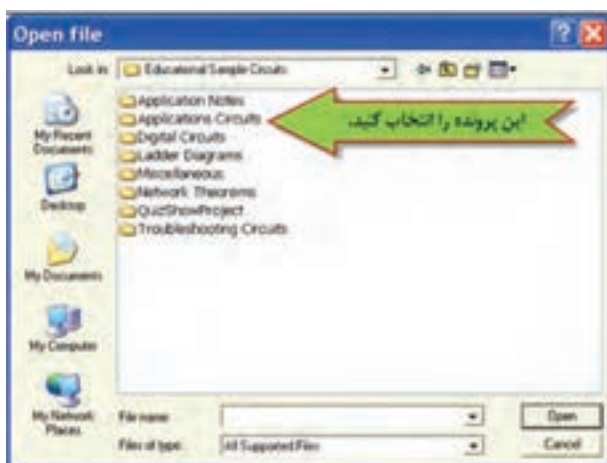 Open file
Look in: Educational Sample Circuits
Application Notes
Applications Circuits
Digital Circuits
Ladder Diagrams
Miscellaneous
Network Theorems
QuizShowProject
Troubleshooting Circuits
این پرونده را انتخاب کنید.
My Recent
Documents
Desktop
My Documents
My Computer
My Network
Places
File name:
Files of type: All Supported Files
Open
Cancel